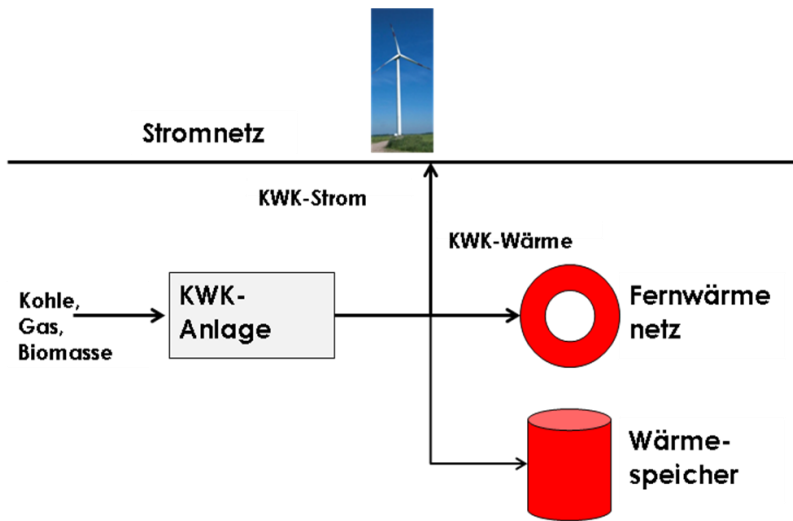 Stromnetz
KWK-Strom
KWK-Wärme
Kohle,
Gas,
Biomasse
KWK-
Anlage
Fernwärme
netz
Wärme-
speicher